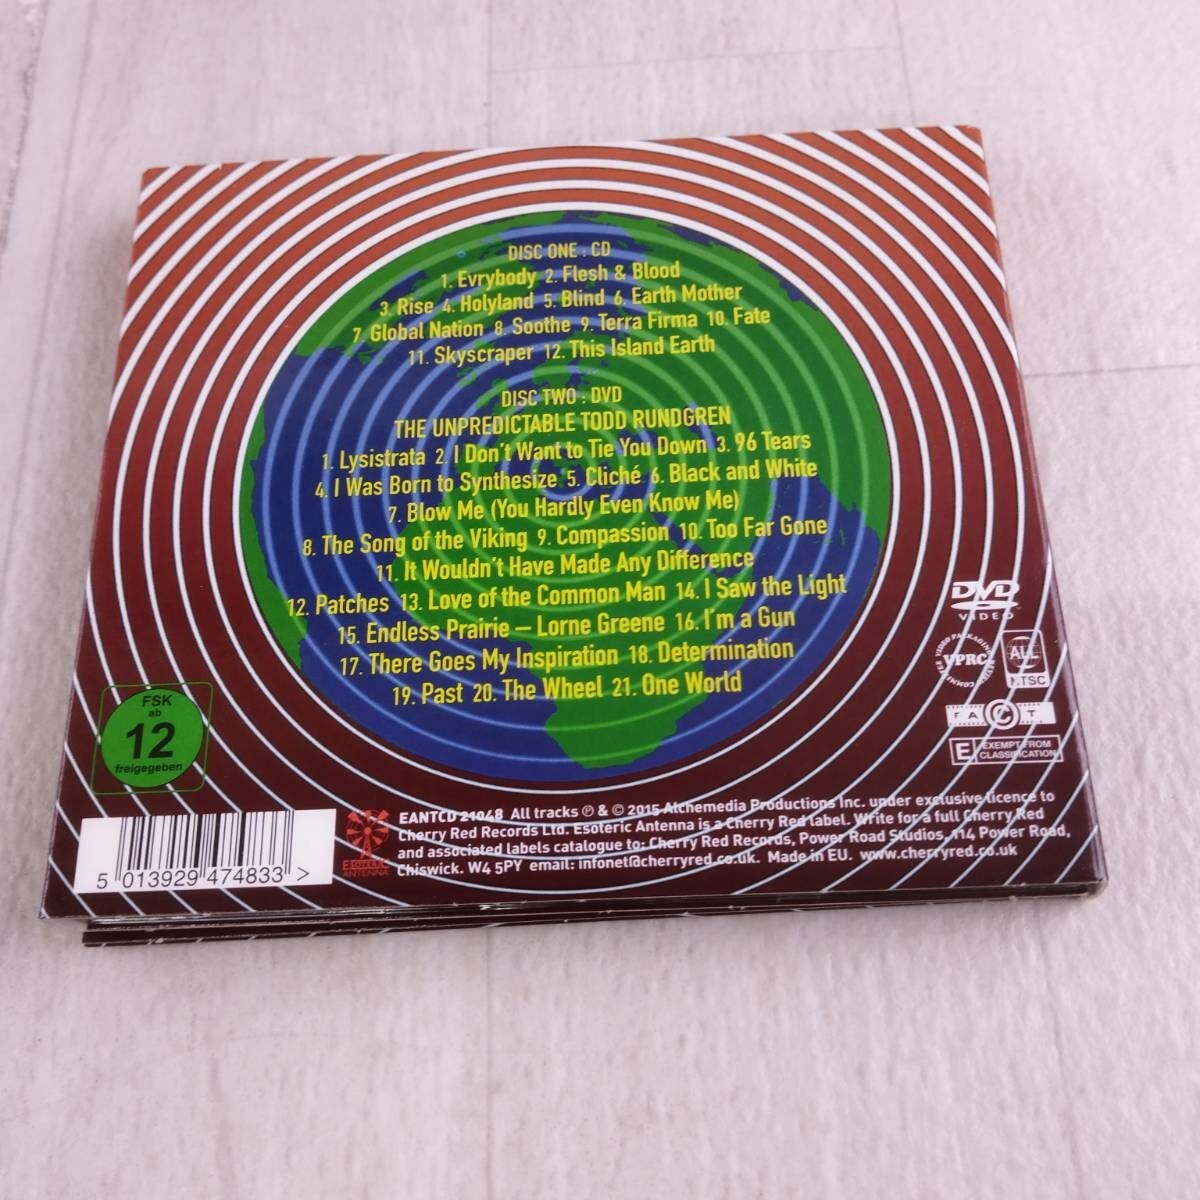 DISC ONE : CD
1. Evrybody 2. Flesh & Blood
3. Rise 4. Holyland 5. Blind 6. Earth Mother
7. Global Nation 8. Soothe 9. Terra Firma 10. Fate
11. Skyscraper 12. This Island Earth
DISC TWO : DVD
THE UNPREDICTABLE TODD RUNDGREN
1. Lysistrata 2. I Don't Want to Tie You Down 3. 96 Tears
4. I Was Born to Synthesize 5. Cliché 6. Black and White
7. Blow Me (You Hardly Even Know Me)
8. The Song of the Viking 9. Compassion 10. Too Far Gone
11. It Wouldn't Have Made Any Difference
12. Patches 13. Love of the Common Man 14. I Saw the Light
15. Endless Prairie – Lorne Greene 16. I'm a Gun
17. There Goes My Inspiration 18. Determination
19. Past 20. The Wheel 21. One World
DVD
VIDEO
VIDEO PACKAGING REVIEW COMMITTEE
VPRC
ALL
NTSC
FACT
E EXEMPT FROM
CLASSIFICATION
FSK
ab
12
freigegeben
5 013929 474833 >
ESOTERIC
ANTENNA
EANTCD 21048 All tracks ℗ & © 2015 Alchemedia Productions Inc. under exclusive licence to
Cherry Red Records Ltd. Esoteric Antenna is a Cherry Red label. Write for a full Cherry Red
and associated labels catalogue to: Cherry Red Records, Power Road Studios, 114 Power Road,
Chiswick. W4 5PY email: infonet@cherryred.co.uk. Made in EU. www.cherryred.co.uk